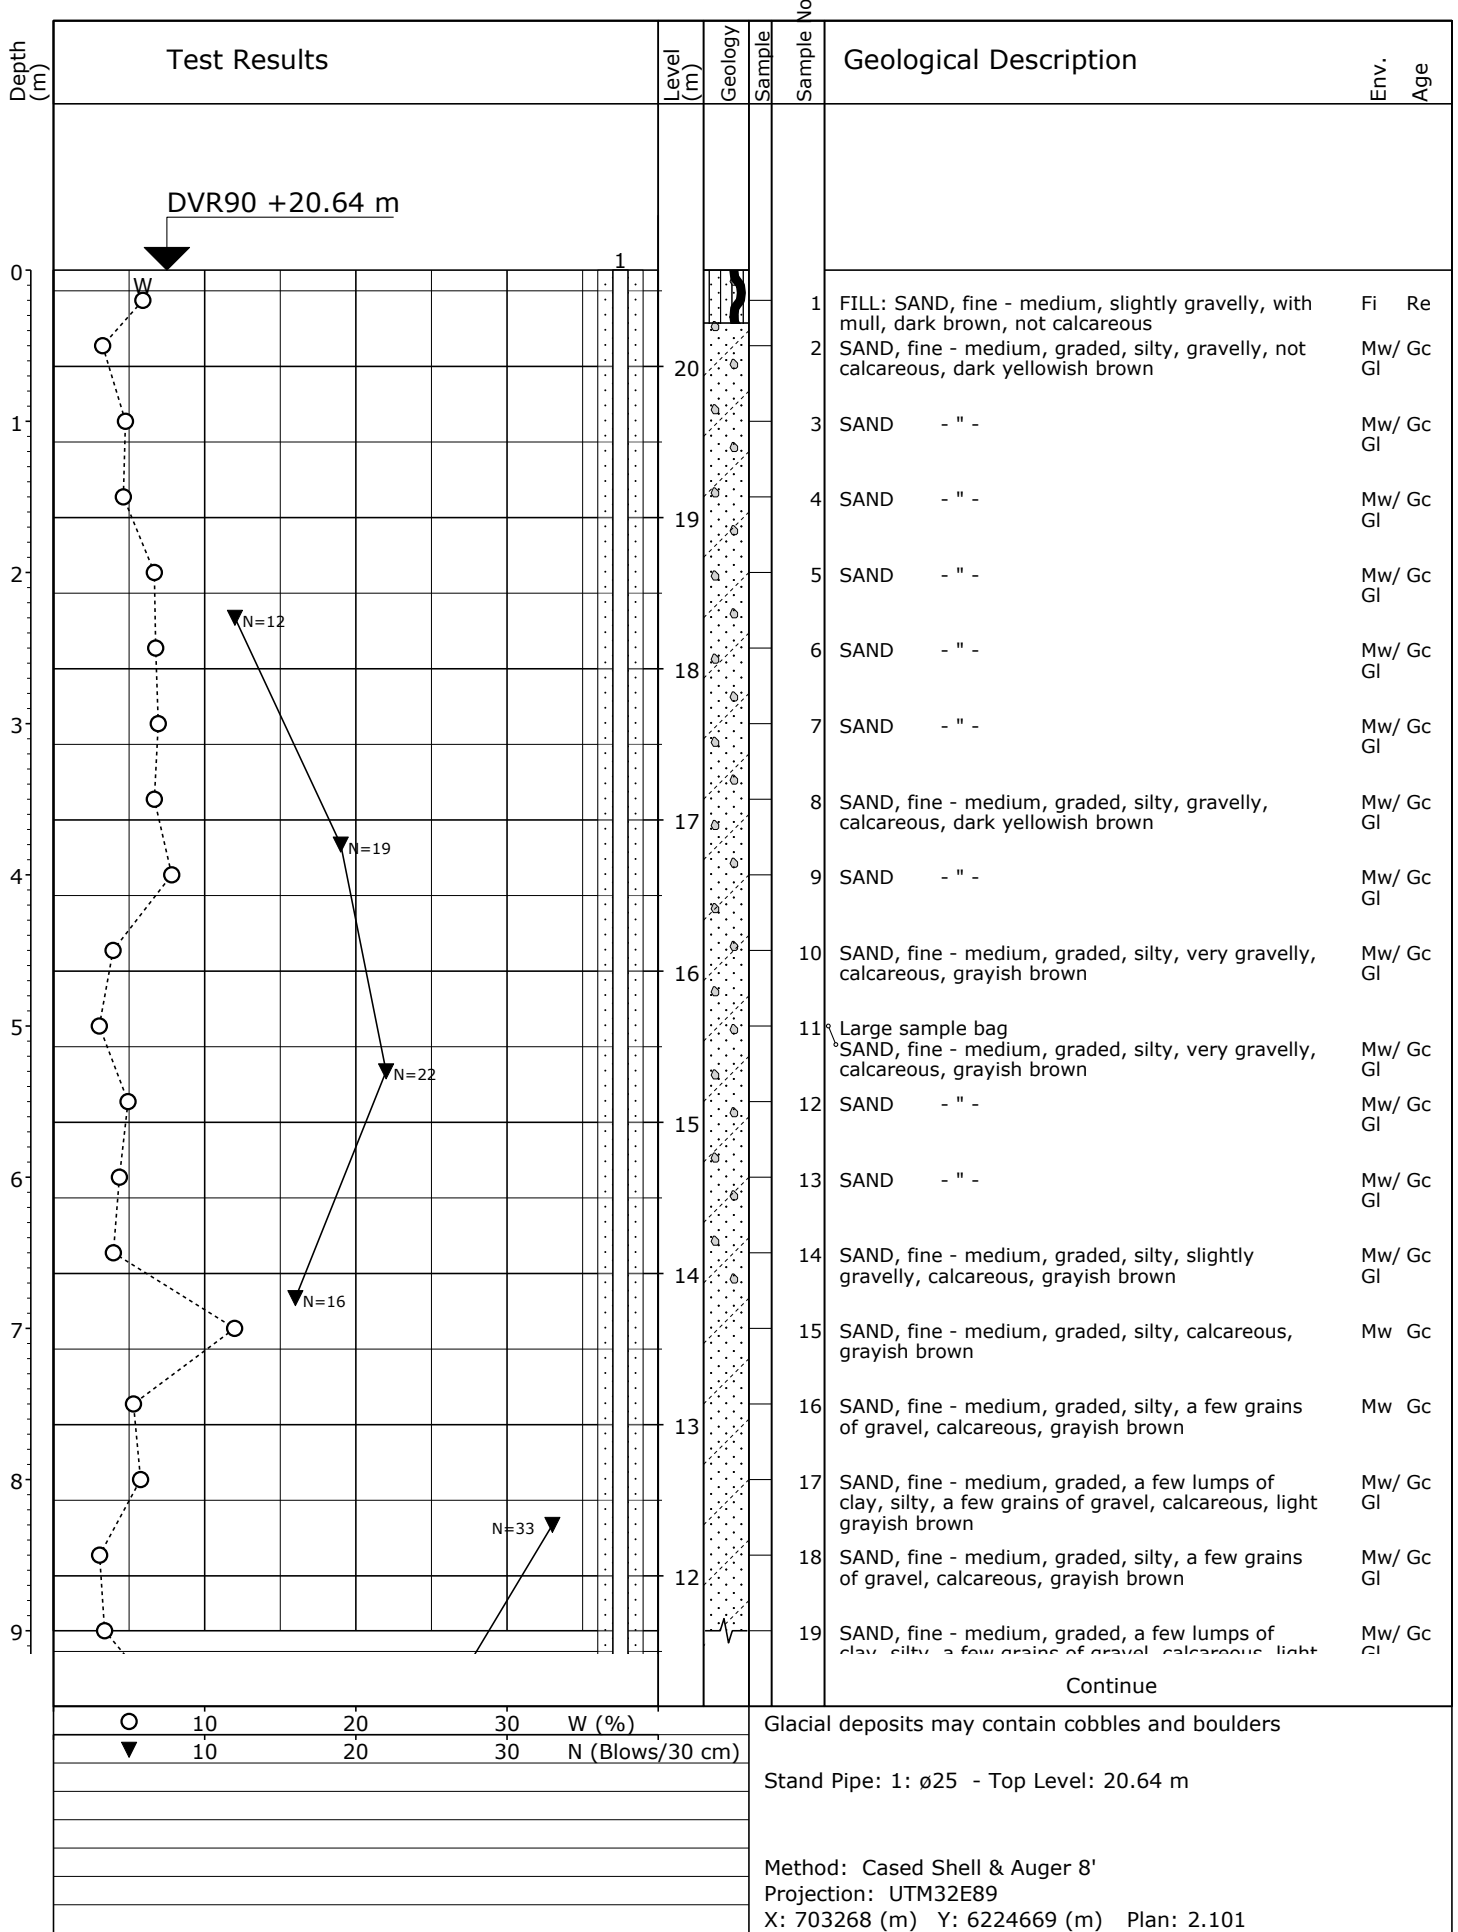 Depth (m)
Test Results
Level (m)
Geology
Sample
Sample No
Geological Description
Env.
Age
DVR90 +20.64 m
1
W
0
1
2
3
4
5
6
7
8
9
N=12
N=19
N=22
N=16
N=33
20
19
18
17
16
15
14
13
12
1 FILL: SAND, fine - medium, slightly gravelly, with Fi Re
mull, dark brown, not calcareous
2 SAND, fine - medium, graded, silty, gravelly, not Mw/ Gc
calcareous, dark yellowish brown Gl
3 SAND - " - Mw/ Gc
Gl
4 SAND - " - Mw/ Gc
Gl
5 SAND - " - Mw/ Gc
Gl
6 SAND - " - Mw/ Gc
Gl
7 SAND - " - Mw/ Gc
Gl
8 SAND, fine - medium, graded, silty, gravelly, Mw/ Gc
calcareous, dark yellowish brown Gl
9 SAND - " - Mw/ Gc
Gl
10 SAND, fine - medium, graded, silty, very gravelly, Mw/ Gc
calcareous, grayish brown Gl
11 Large sample bag
SAND, fine - medium, graded, silty, very gravelly, Mw/ Gc
calcareous, grayish brown Gl
12 SAND - " - Mw/ Gc
Gl
13 SAND - " - Mw/ Gc
Gl
14 SAND, fine - medium, graded, silty, slightly Mw/ Gc
gravelly, calcareous, grayish brown Gl
15 SAND, fine - medium, graded, silty, calcareous, Mw Gc
grayish brown
16 SAND, fine - medium, graded, silty, a few grains Mw Gc
of gravel, calcareous, grayish brown
17 SAND, fine - medium, graded, a few lumps of Mw/ Gc
clay, silty, a few grains of gravel, calcareous, light Gl
grayish brown
18 SAND, fine - medium, graded, silty, a few grains Mw/ Gc
of gravel, calcareous, grayish brown Gl
19 SAND, fine - medium, graded, a few lumps of Mw/ Gc
clay, silty, a few grains of gravel, calcareous, light Gl
Continue
10 20 30 W (%)
10 20 30 N (Blows/30 cm)
Glacial deposits may contain cobbles and boulders
Stand Pipe: 1: ø25 - Top Level: 20.64 m
Method: Cased Shell & Auger 8'
Projection: UTM32E89
X: 703268 (m) Y: 6224669 (m) Plan: 2.101